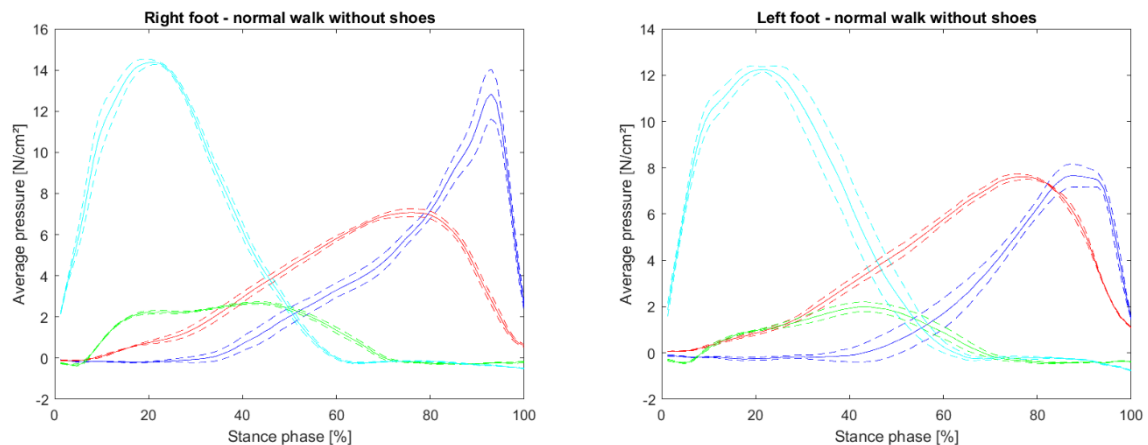 Right foot - normal walk without shoes
16
14
12
10
8
6
4
2
0
-2
Average pressure [N/cm²]
0 20 40 60 80 100
Stance phase [%]
Left foot - normal walk without shoes
14
12
10
8
6
4
2
0
-2
Average pressure [N/cm²]
0 20 40 60 80 100
Stance phase [%]